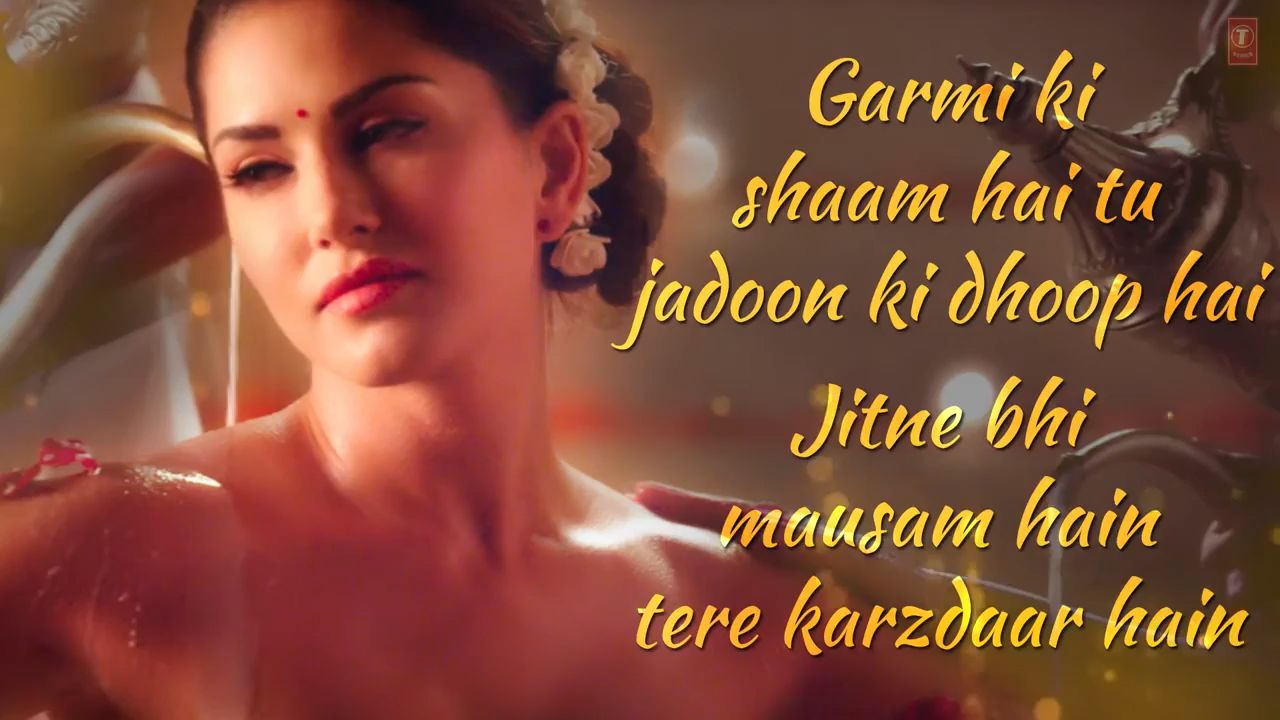 Garmi ki
shaam hai tu
jadoon ki dhoop hai
Jitne bhi
mausam hain
tere karzdaar hain